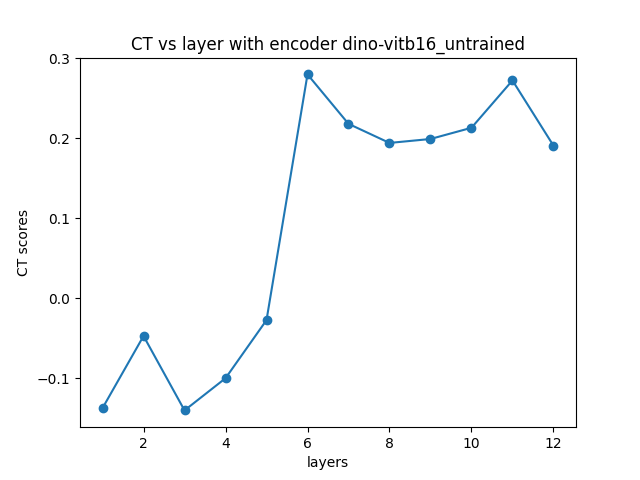 CT vs layer with encoder dino-vitb16_untrained
0.3
0.2
0.1
0.0
−0.1
CT scores
2 4 6 8 10 12
layers